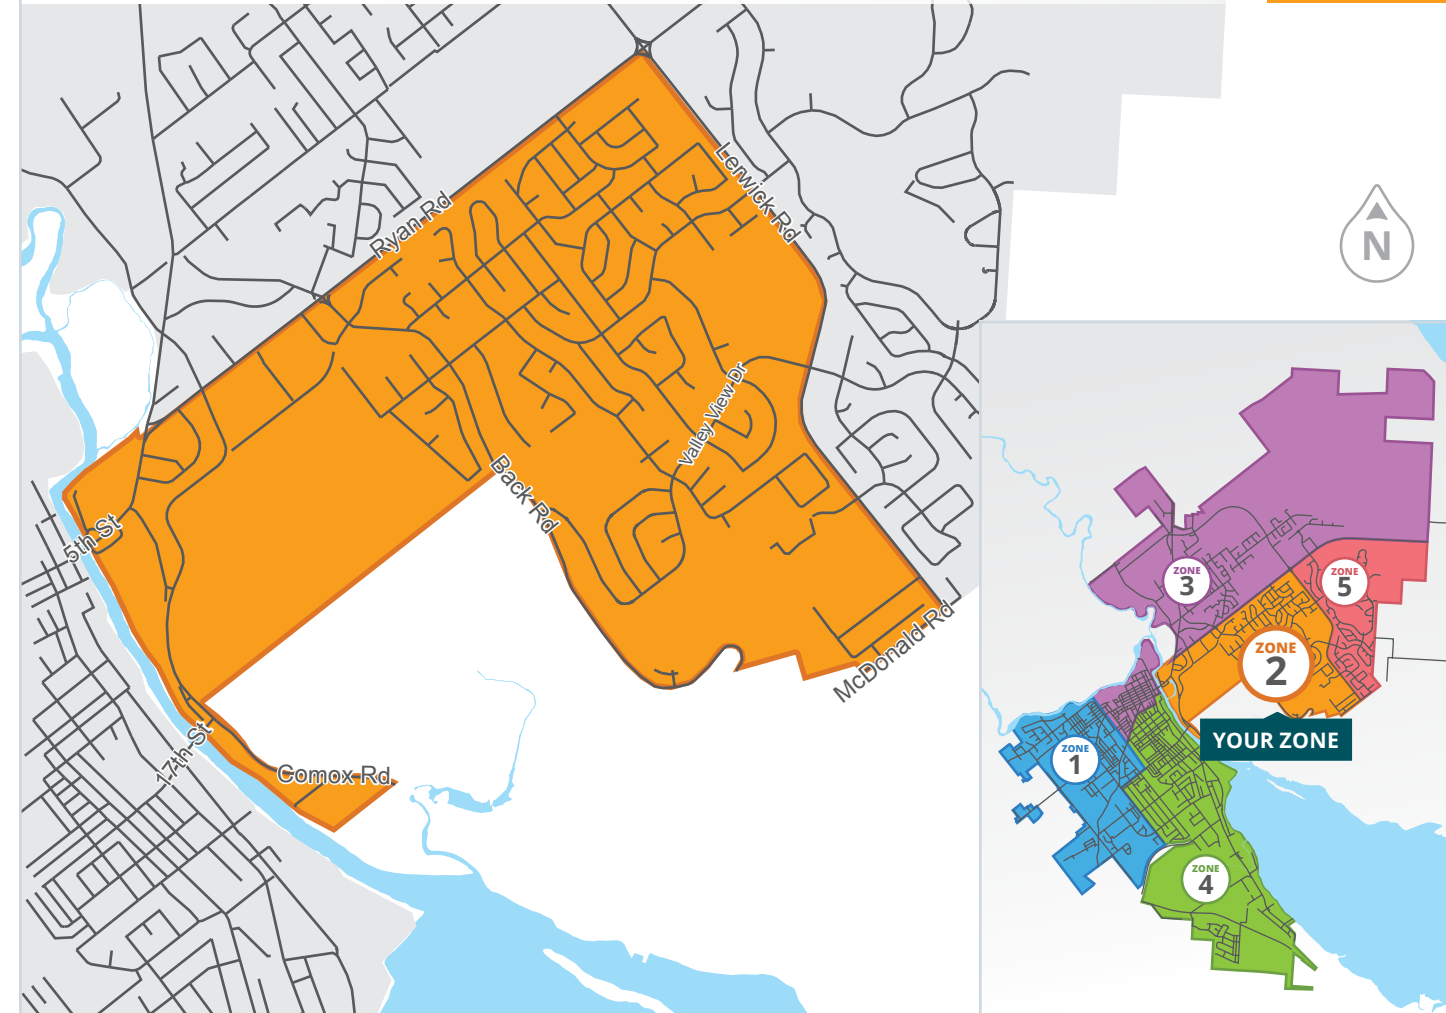 Ryan Rd
Lerwick Rd
N
Valley View Dr
Back Rd
5th St
McDonald Rd
17th St
Comox Rd
ZONE
3
ZONE
5
ZONE
2
YOUR ZONE
ZONE
1
ZONE
4